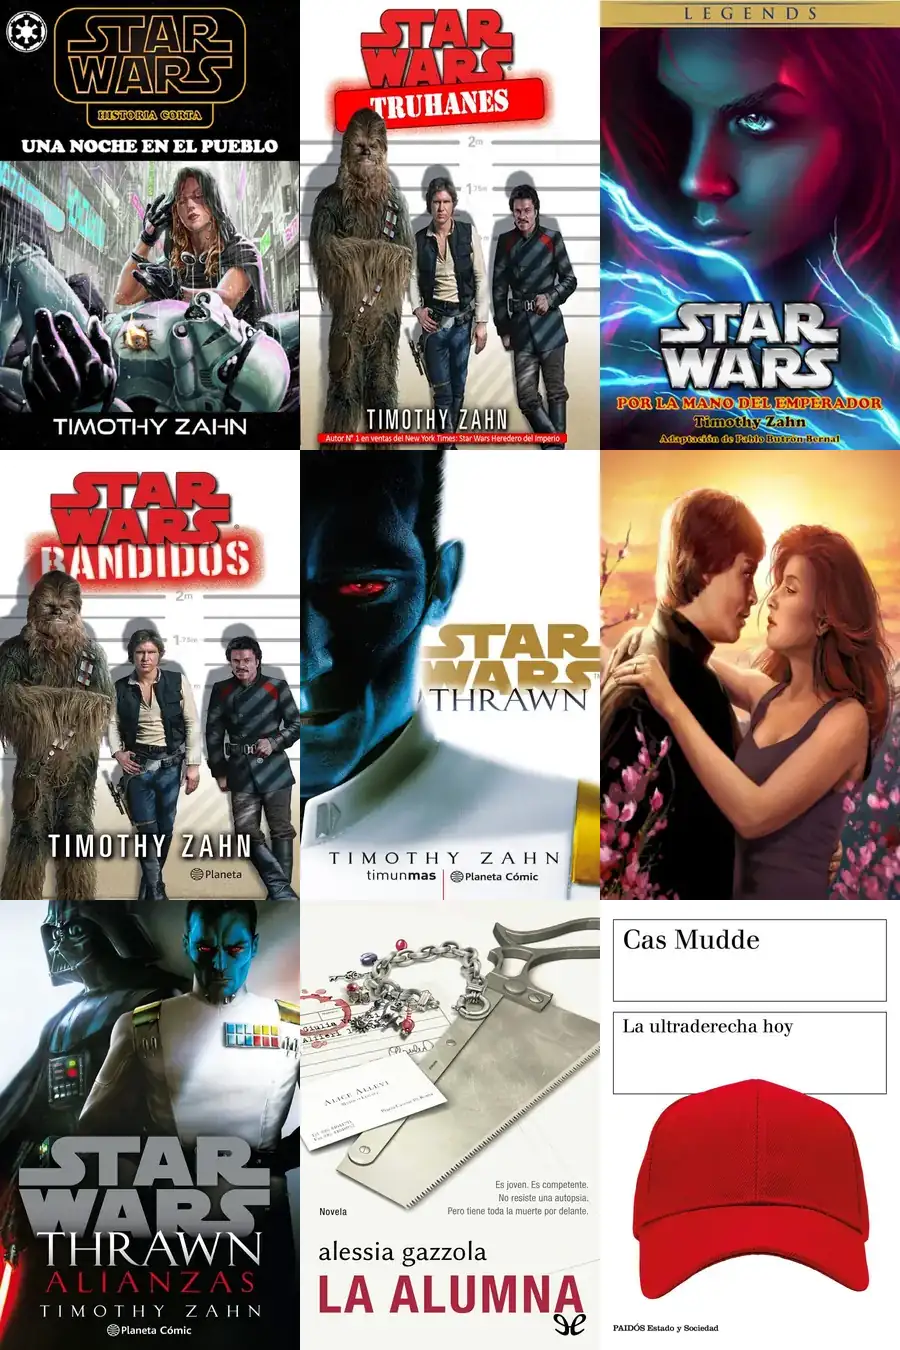 STAR
WARS
HISTORIA CORTA
UNA NOCHE EN EL PUEBLO
TIMOTHY ZAHN
STAR
WARS
TRUHANES
2m
1,75m
TIMOTHY ZAHN
Autor Nº 1 en ventas del New York Times: Star Wars Heredero del Imperio
LEGENDS
STAR
WARS
POR LA MANO DEL EMPERADOR
Timothy Zahn
Adaptación de Pablo Butron Bernal
STAR
WARS
BANDIDOS
2m
1,75m
TIMOTHY ZAHN
Planeta
STAR
WARS
THRAWN
TIMOTHY ZAHN
timunmas
Planeta Cómic
STAR
WARS
THRAWN
ALIANZAS
TIMOTHY ZAHN
Planeta Cómic
ALICE ALLEVI
Es joven. Es competente.
No resiste una autopsia.
Pero tiene toda la muerte por delante.
Novela
alessia gazzola
LA ALUMNA
Cas Mudde
La ultraderecha hoy
PAIDÓS Estado y Sociedad